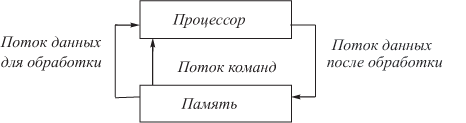 Процессор
Поток данных
для обработки
Поток данных
после обработки
Поток команд
Память